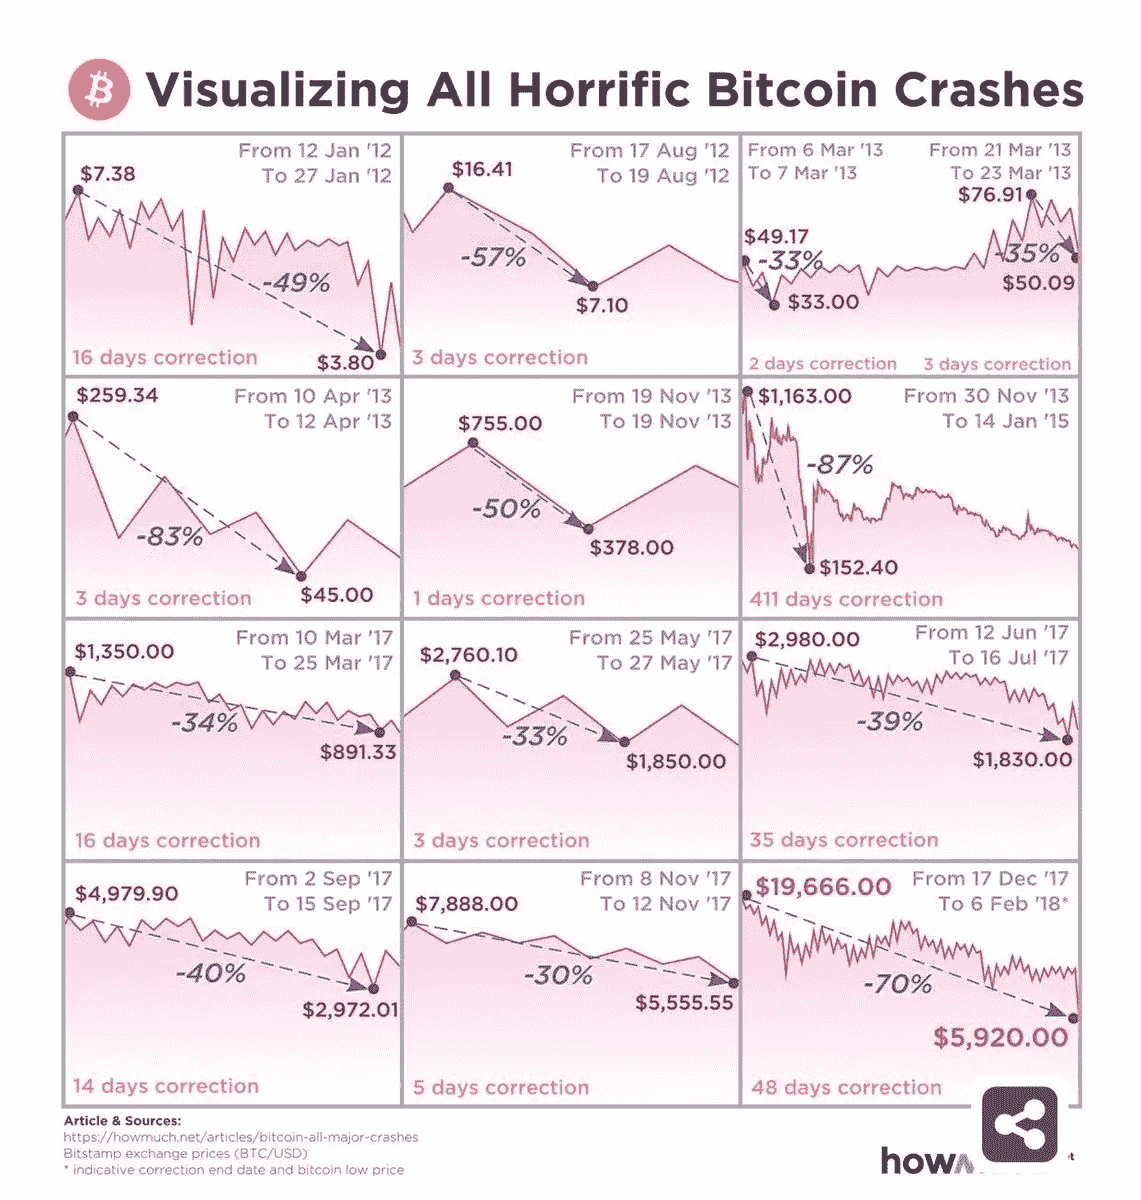 Visualizing All Horrific Bitcoin Crashes
From 12 Jan '12
To 27 Jan '12
$7.38
-49%
$3.80
16 days correction
From 17 Aug '12
To 19 Aug '12
$16.41
-57%
$7.10
3 days correction
From 6 Mar '13
To 7 Mar '13
$49.17
-33%
$33.00
2 days correction
From 21 Mar '13
To 23 Mar '13
$76.91
-35%
$50.09
3 days correction
$259.34
From 10 Apr '13
To 12 Apr '13
-83%
$45.00
3 days correction
From 19 Nov '13
To 19 Nov '13
$755.00
-50%
$378.00
1 days correction
$1,163.00
From 30 Nov '13
To 14 Jan '15
-87%
$152.40
411 days correction
From 10 Mar '17
To 25 Mar '17
$1,350.00
-34%
$891.33
16 days correction
From 25 May '17
To 27 May '17
$2,760.10
-33%
$1,850.00
3 days correction
From 12 Jun '17
To 16 Jul '17
$2,980.00
-39%
$1,830.00
35 days correction
From 2 Sep '17
To 15 Sep '17
$4,979.90
-40%
$2,972.01
14 days correction
From 8 Nov '17
To 12 Nov '17
$7,888.00
-30%
$5,555.55
5 days correction
$19,666.00
From 17 Dec '17
To 6 Feb '18*
-70%
$5,920.00
48 days correction
Article & Sources:
https://howmuch.net/articles/bitcoin-all-major-crashes
Bitstamp exchange prices (BTC/USD)
* indicative correction end date and bitcoin low price
how